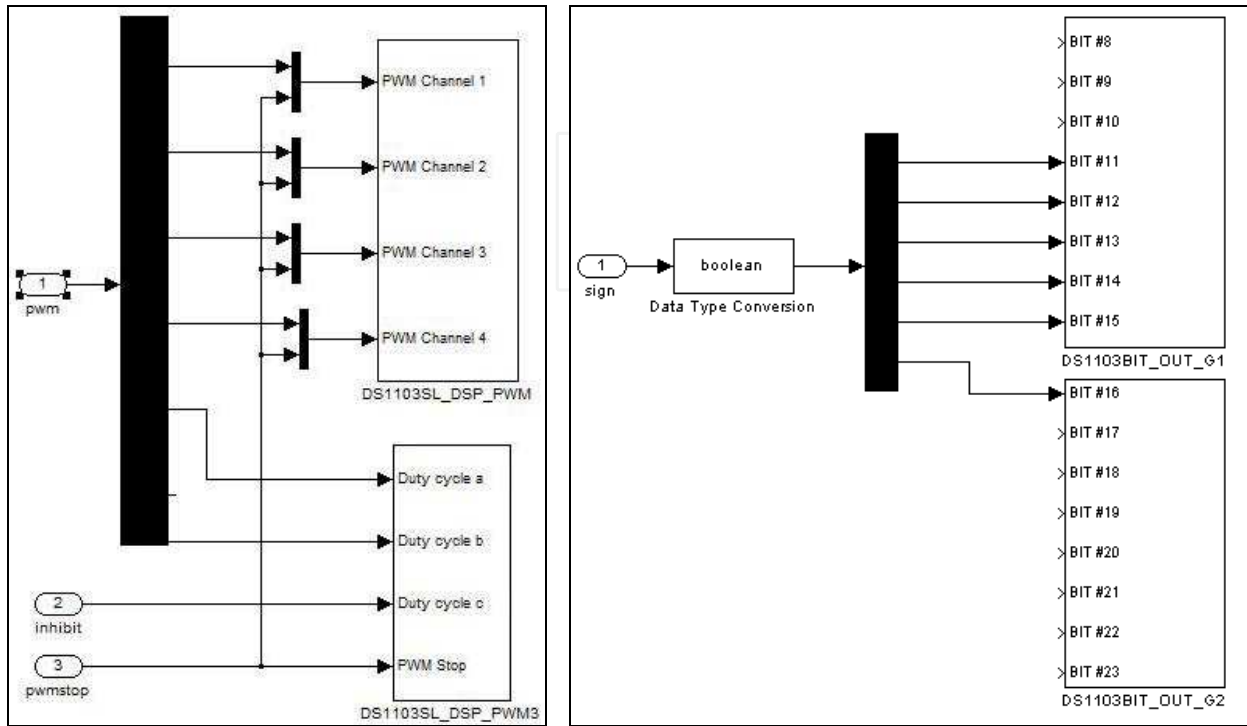 PWM Channel 1
PWM Channel 2
PWM Channel 3
1
pwm
PWM Channel 4
DS1103SL_DSP_PWM
Duty cycle a
Duty cycle b
2
Duty cycle c
inhibit
3
PWM Stop
pwmstop
DS1103SL_DSP_PWM3
BIT #8
BIT #9
BIT #10
BIT #11
BIT #12
BIT #13
1
boolean
sign
Data Type Conversion
BIT #14
BIT #15
DS1103BIT_OUT_G1
BIT #16
BIT #17
BIT #18
BIT #19
BIT #20
BIT #21
BIT #22
BIT #23
DS1103BIT_OUT_G2